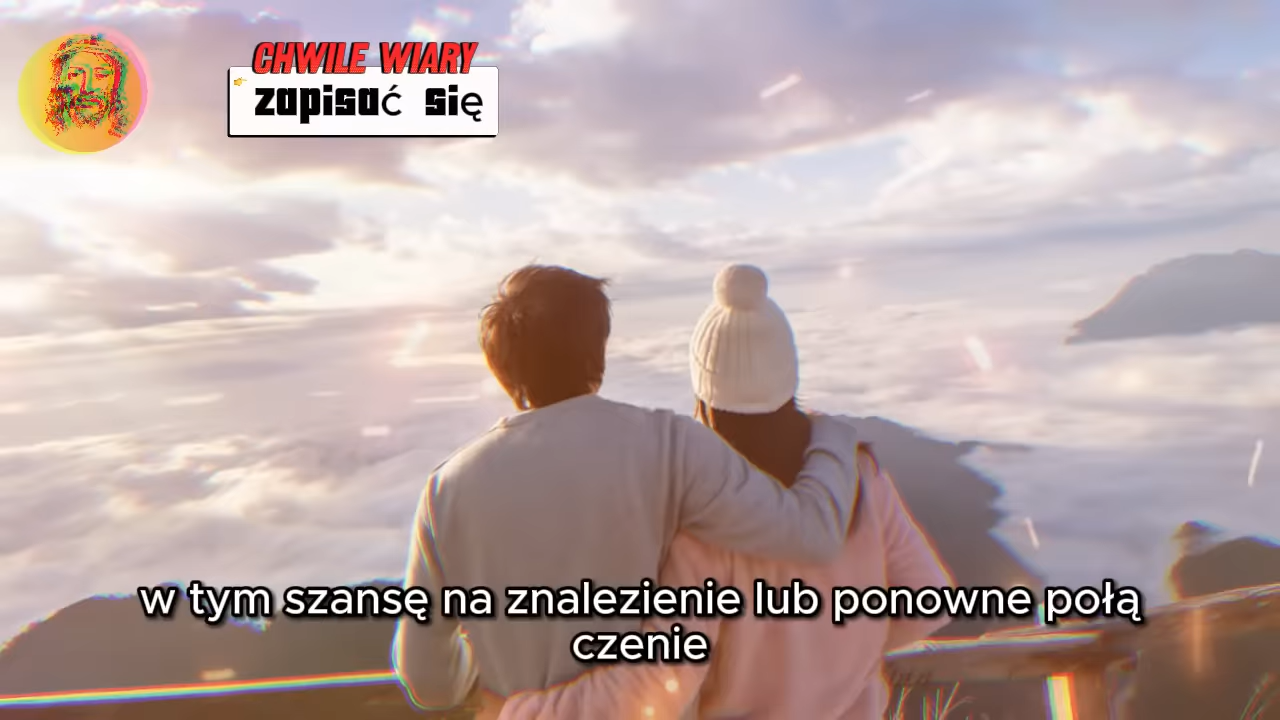 CHWILE WIARY
zapisać się
w tym szansę na znalezienie lub ponowne połą
czenie